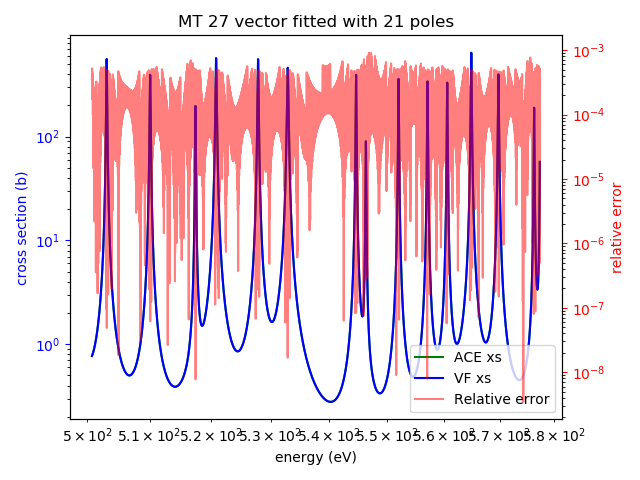 MT 27 vector fitted with 21 poles
cross section (b)
10² 10¹ 10⁰
10⁻³ 10⁻⁴ 10⁻⁵ 10⁻⁶ 10⁻⁷ 10⁻⁸
relative error
ACE xs
VF xs
Relative error
5 × 10² 5.1 × 10² 5.2 × 10² 5.3 × 10² 5.4 × 10² 5.5 × 10² 5.6 × 10² 5.7 × 10² 5.8 × 10²
energy (eV)